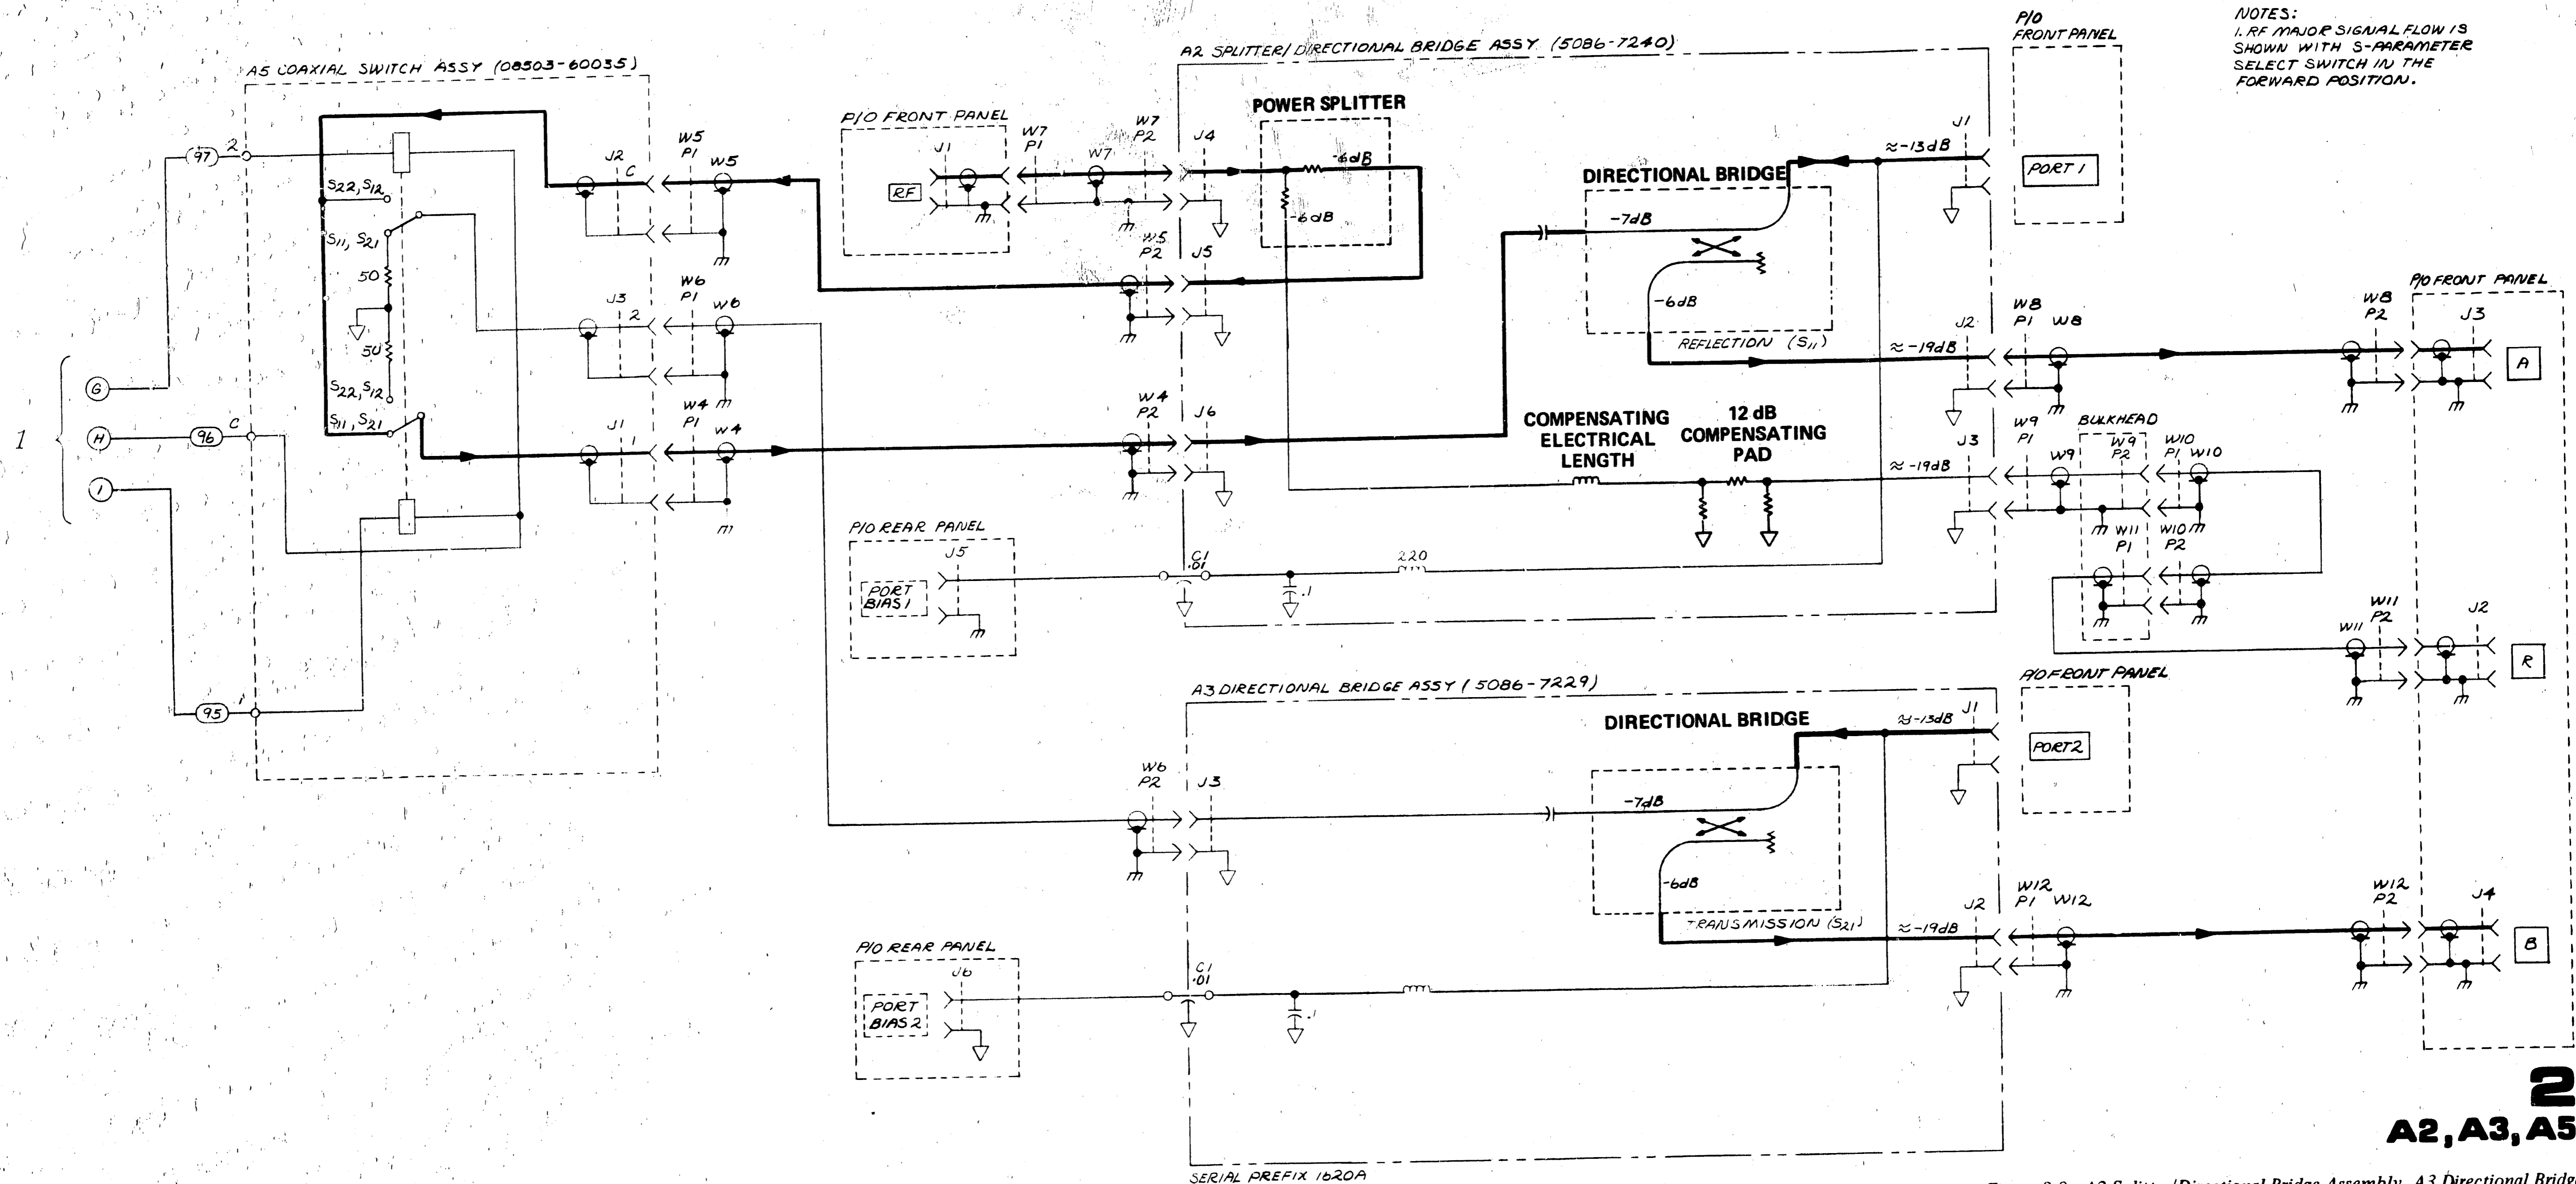 NOTES:
1. RF MAJOR SIGNAL FLOW IS
SHOWN WITH S-PARAMETER
SELECT SWITCH IN THE
FORWARD POSITION.
A5 COAXIAL SWITCH ASSY (08503-60035)
97
2
S22, S12
S11, S21
50
50
S22, S12
S11, S21
1
G
H
96
C
I
95
1
J2
C
W5
P1
W5
J3
2
W6
P1
W6
J1
1
W4
P1
W4
P/O FRONT PANEL
RF
J1
W7
P1
W7
W7
P2
J4
W5
P2
J5
W4
P2
J6
A2 SPLITTER/DIRECTIONAL BRIDGE ASSY (5086-7240)
POWER SPLITTER
-6dB
-6dB
DIRECTIONAL BRIDGE
-7dB
-6dB
REFLECTION (S11)
≈-13dB
J1
≈-19dB
J2
COMPENSATING
ELECTRICAL
LENGTH
12 dB
COMPENSATING
PAD
≈-19dB
J3
P/O REAR PANEL
J5
PORT
BIAS 1
C1
.01
.1
220
P/O
FRONT PANEL
PORT 1
W8
P1
W8
W8
P2
P/O FRONT PANEL
J3
A
W9
P1
W9
BULKHEAD
W9
P2
W10
P1
W10
W11
P1
W10
P2
W11
W11
P2
J2
R
A3 DIRECTIONAL BRIDGE ASSY (5086-7229)
DIRECTIONAL BRIDGE
≈-13dB
J1
P/O FRONT PANEL
PORT 2
W6
P2
J3
-7dB
-6dB
TRANSMISSION (S21)
≈-19dB
J2
W12
P1
W12
W12
P2
J4
B
P/O REAR PANEL
J6
PORT
BIAS 2
C1
.01
.1
SERIAL PREFIX 1620A
2
A2, A3, A5
A2 Splitter/Directional Bridge Assembly, A3 Directional Bridg